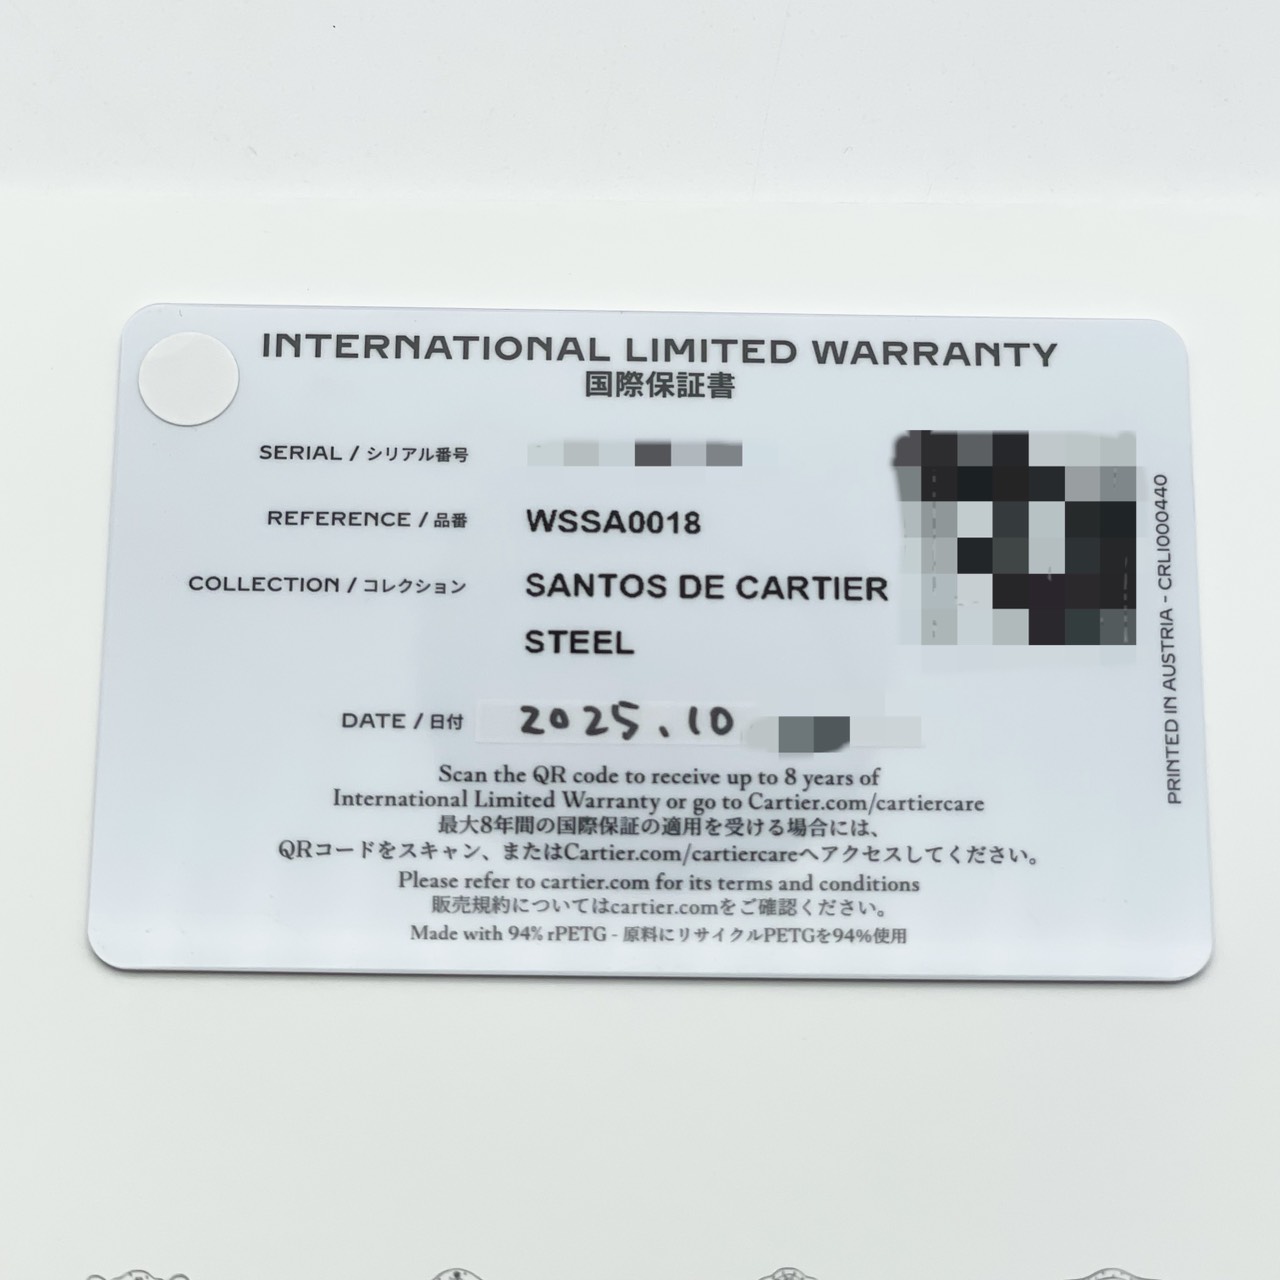 INTERNATIONAL LIMITED WARRANTY
国際保証書
SERIAL / シリアル番号
REFERENCE / 品番 WSSA0018
COLLECTION / コレクション SANTOS DE CARTIER
STEEL
DATE / 日付 2025.10
Scan the QR code to receive up to 8 years of
International Limited Warranty or go to Cartier.com/cartiercare
最大8年間の国際保証の適用を受ける場合には、
QRコードをスキャン、またはCartier.com/cartiercareへアクセスしてください。
Please refer to cartier.com for its terms and conditions
販売規約についてはcartier.comをご確認ください。
Made with 94% rPETG - 原料にリサイクルPETGを94%使用
PRINTED IN AUSTRIA - CRLI000440